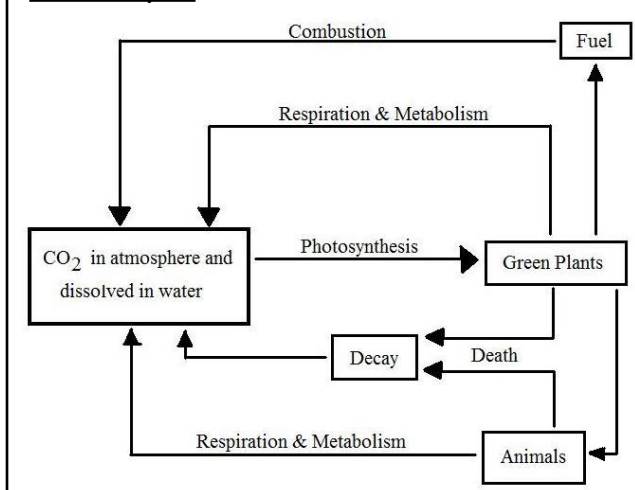 Combustion
Fuel
Respiration & Metabolism
CO2 in atmosphere and
dissolved in water
Photosynthesis
Green Plants
Decay
Death
Respiration & Metabolism
Animals